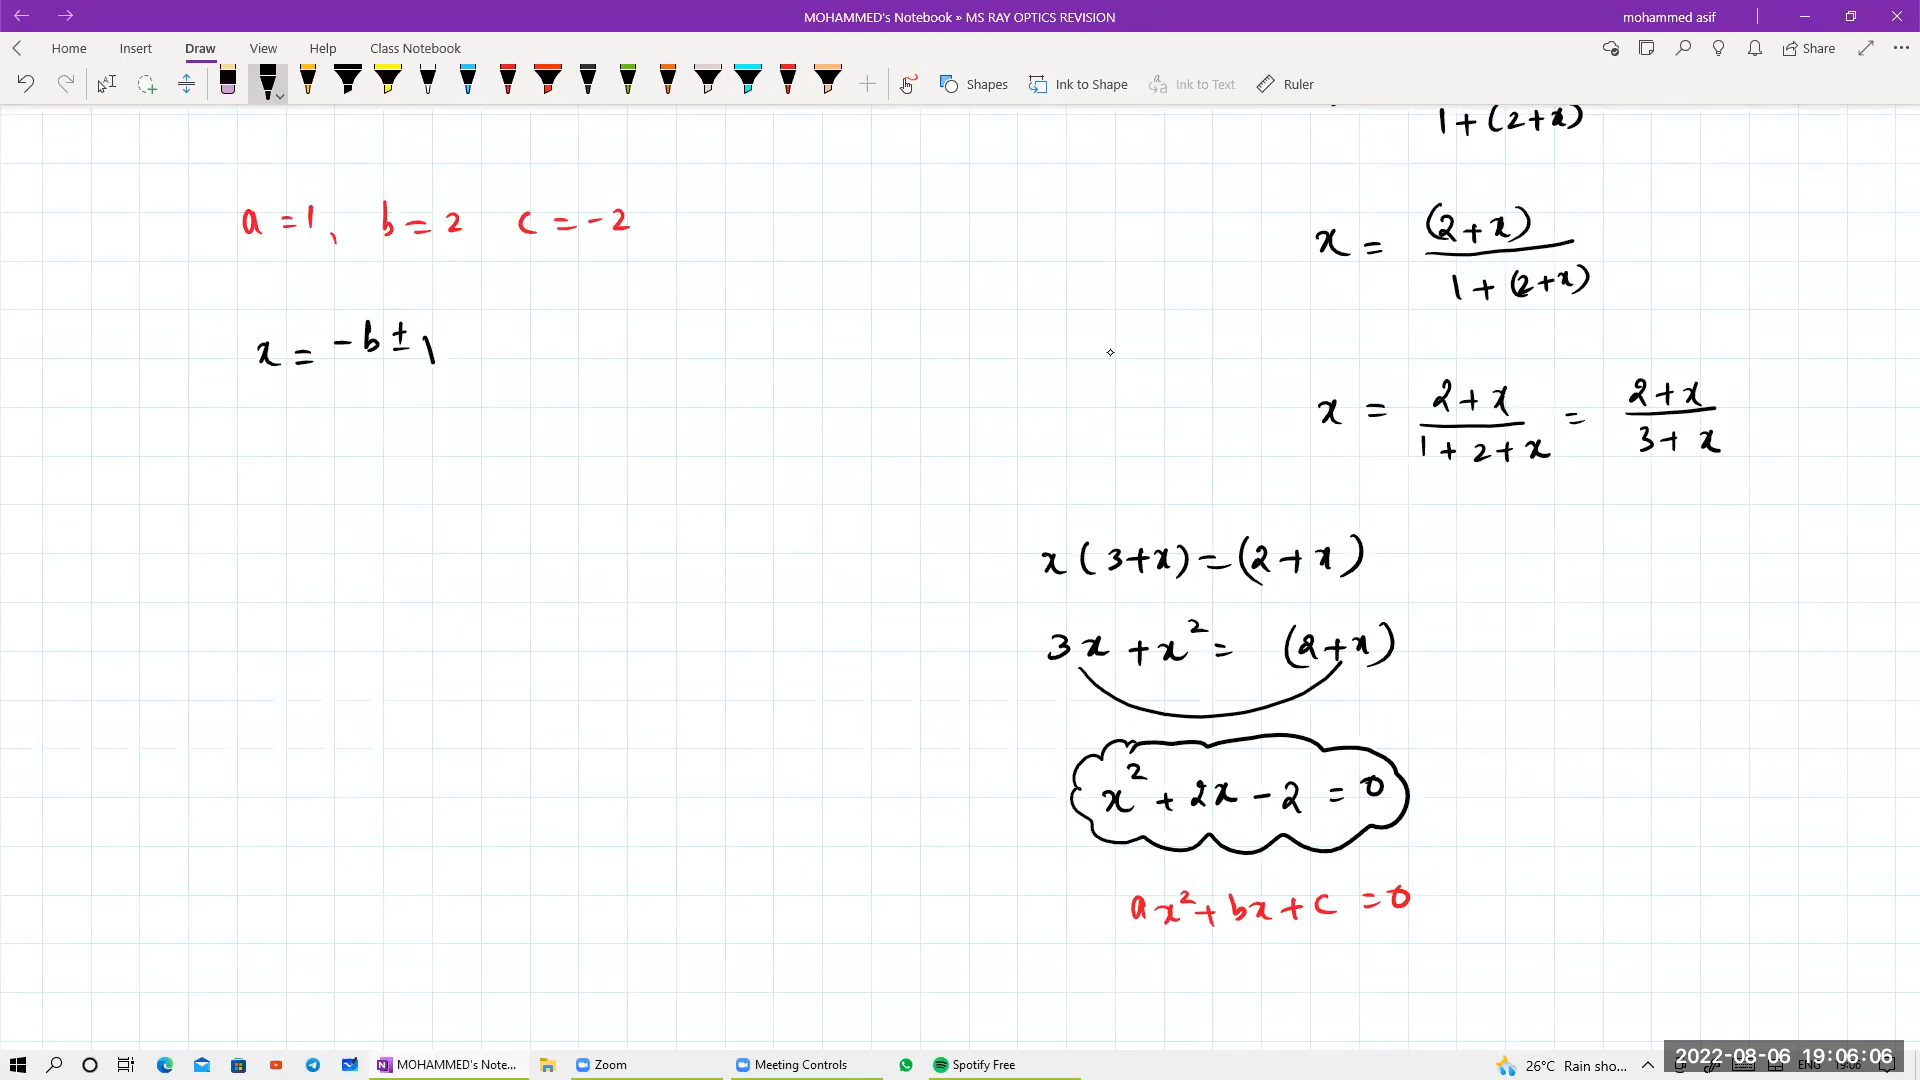 MOHAMMED's Notebook » MS RAY OPTICS REVISION
mohammed asif
Home Insert Draw View Help Class Notebook
Share
Shapes Ink to Shape Ink to Text Ruler
1+(2+x)
a = 1, b = 2 c = -2
x = (2+x) / 1+(2+x)
x = -b ±
x = 2+x / 1+2+x = 2+x / 3+x
x(3+x)=(2+x)
3x + x² = (2+x)
x² + 2x - 2 = 0
ax² + bx + c = 0
MOHAMMED's Note...
Zoom
Meeting Controls
Spotify Free
26°C Rain sho...
2022-08-06 19:06:06